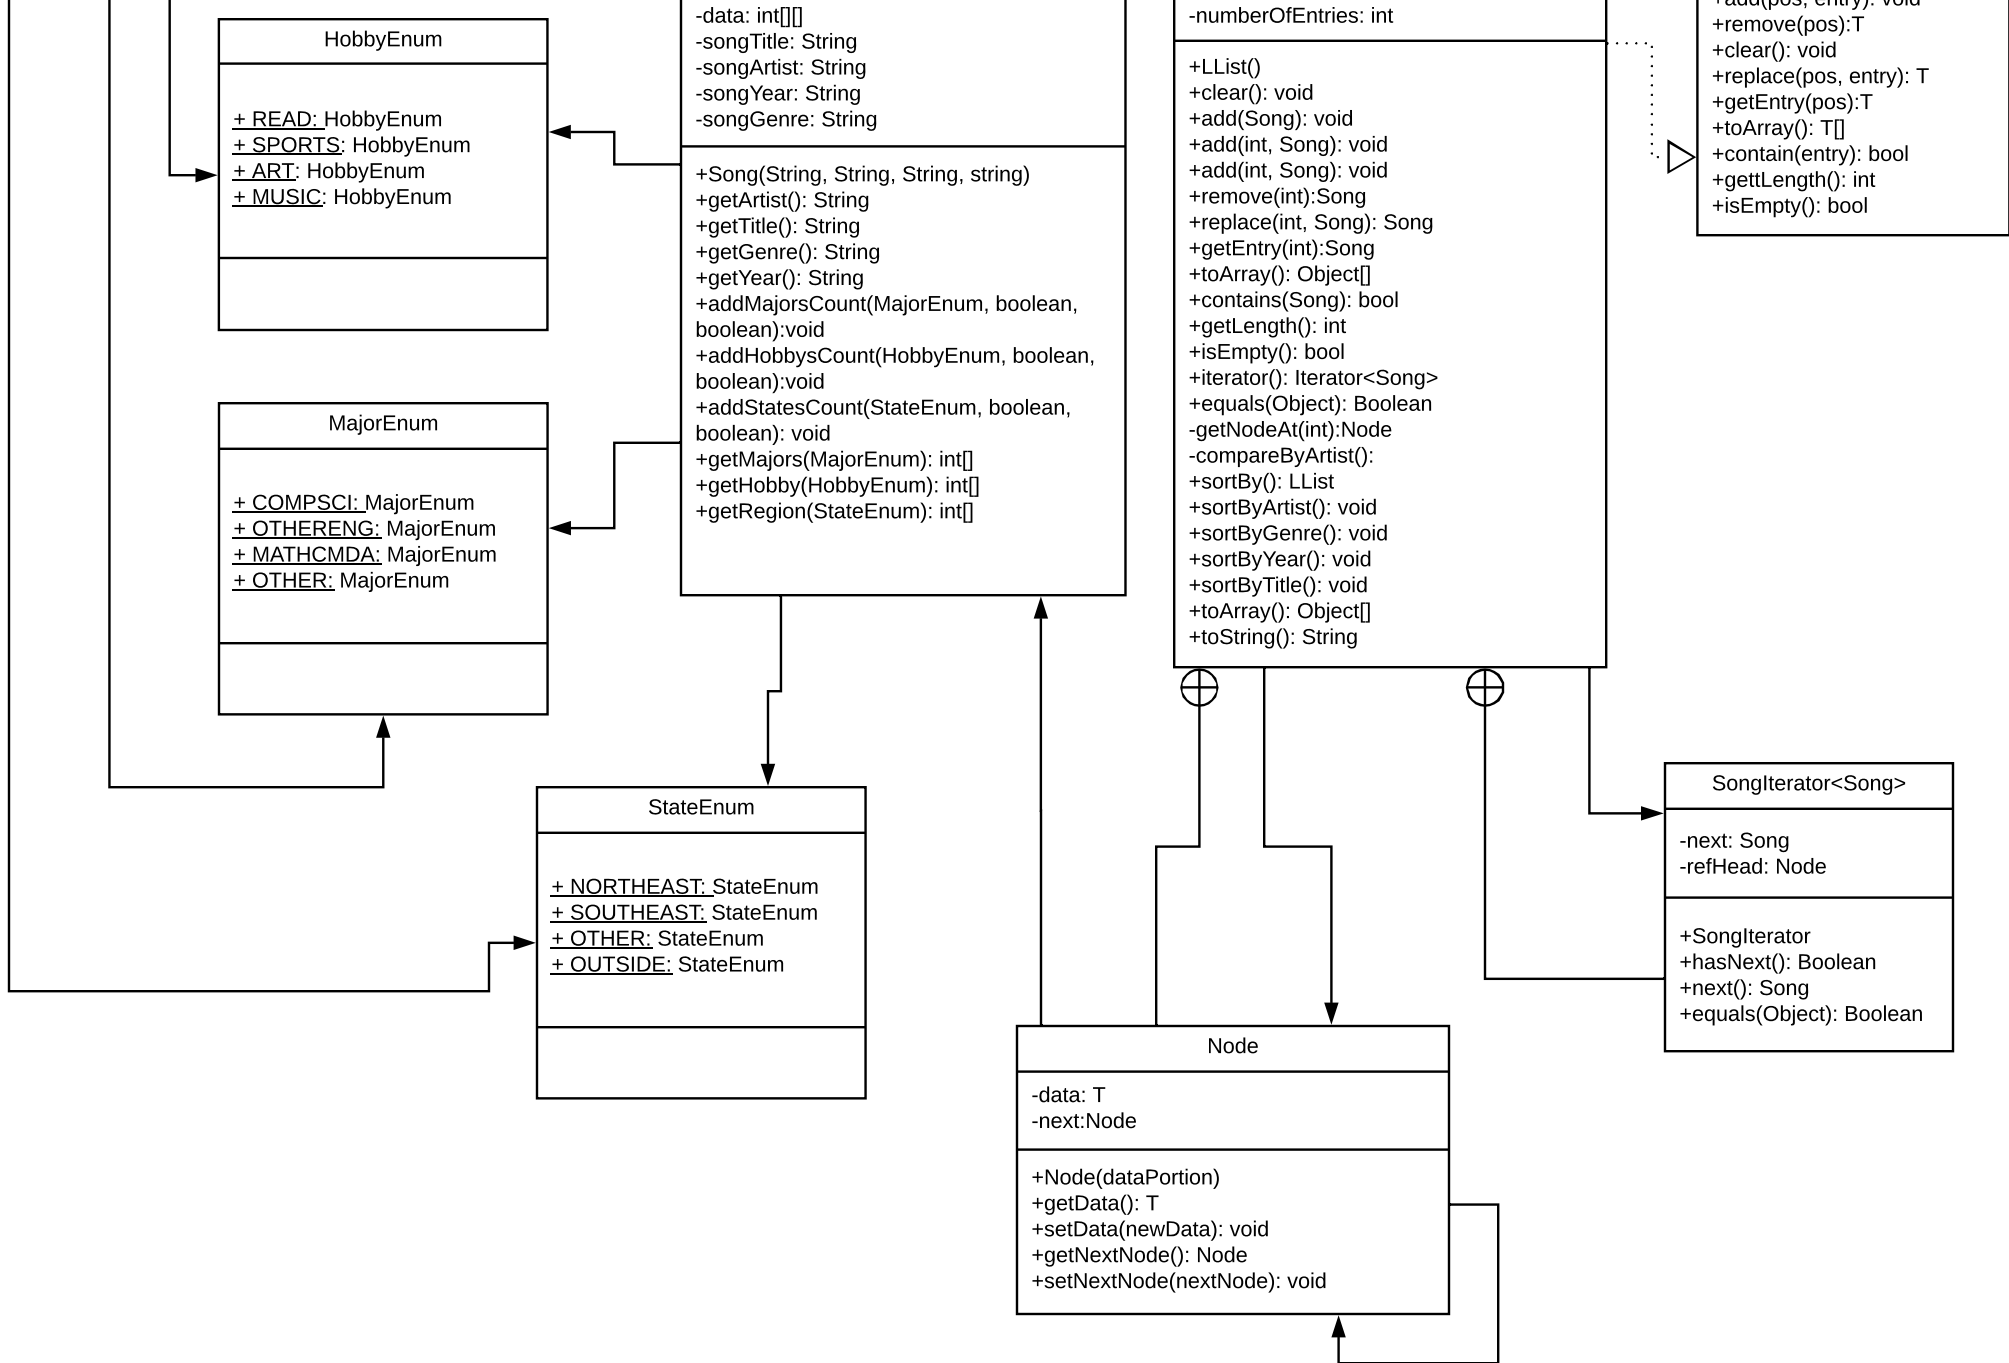 HobbyEnum
+ READ: HobbyEnum
+ SPORTS: HobbyEnum
+ ART: HobbyEnum
+ MUSIC: HobbyEnum
MajorEnum
+ COMPSCI: MajorEnum
+ OTHERENG: MajorEnum
+ MATHCMDA: MajorEnum
+ OTHER: MajorEnum
-data: int[][]
-songTitle: String
-songArtist: String
-songYear: String
-songGenre: String
+Song(String, String, String, string)
+getArtist(): String
+getTitle(): String
+getGenre(): String
+getYear(): String
+addMajorsCount(MajorEnum, boolean,
boolean):void
+addHobbysCount(HobbyEnum, boolean,
boolean):void
+addStatesCount(StateEnum, boolean,
boolean): void
+getMajors(MajorEnum): int[]
+getHobby(HobbyEnum): int[]
+getRegion(StateEnum): int[]
StateEnum
+ NORTHEAST: StateEnum
+ SOUTHEAST: StateEnum
+ OTHER: StateEnum
+ OUTSIDE: StateEnum
-numberOfEntries: int
+LList()
+clear(): void
+add(Song): void
+add(int, Song): void
+add(int, Song): void
+remove(int):Song
+replace(int, Song): Song
+getEntry(int):Song
+toArray(): Object[]
+contains(Song): bool
+getLength(): int
+isEmpty(): bool
+iterator(): Iterator<Song>
+equals(Object): Boolean
-getNodeAt(int):Node
-compareByArtist():
+sortBy(): LList
+sortByArtist(): void
+sortByGenre(): void
+sortByYear(): void
+sortByTitle(): void
+toArray(): Object[]
+toString(): String
+add(pos, entry): void
+remove(pos):T
+clear(): void
+replace(pos, entry): T
+getEntry(pos):T
+toArray(): T[]
+contain(entry): bool
+gettLength(): int
+isEmpty(): bool
SongIterator<Song>
-next: Song
-refHead: Node
+SongIterator
+hasNext(): Boolean
+next(): Song
+equals(Object): Boolean
Node
-data: T
-next:Node
+Node(dataPortion)
+getData(): T
+setData(newData): void
+getNextNode(): Node
+setNextNode(nextNode): void